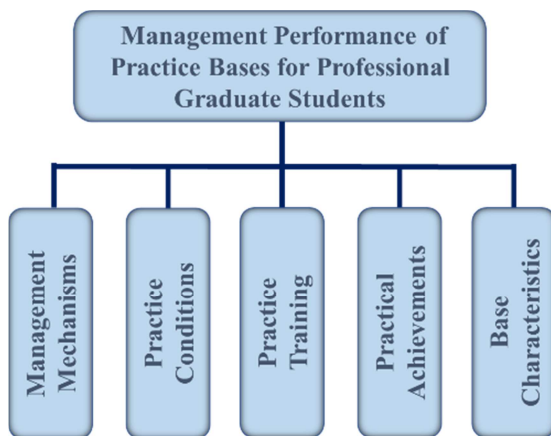 Management Performance of
Practice Bases for Professional
Graduate Students
Management
Mechanisms
Practice
Conditions
Practice
Training
Practical
Achievements
Base
Characteristics